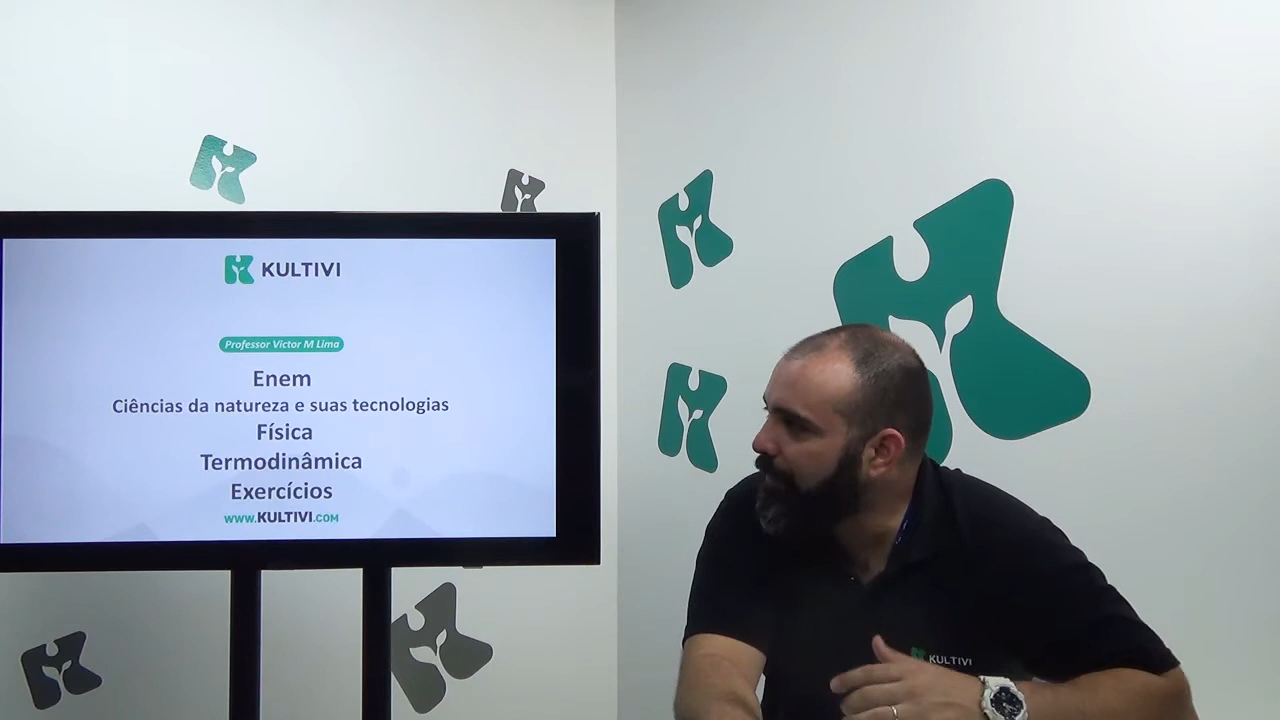 KULTIVI
Professor Victor M Lima
Enem
Ciências da natureza e suas tecnologias
Física
Termodinâmica
Exercícios
www.KULTIVI.COM
KULTIVI